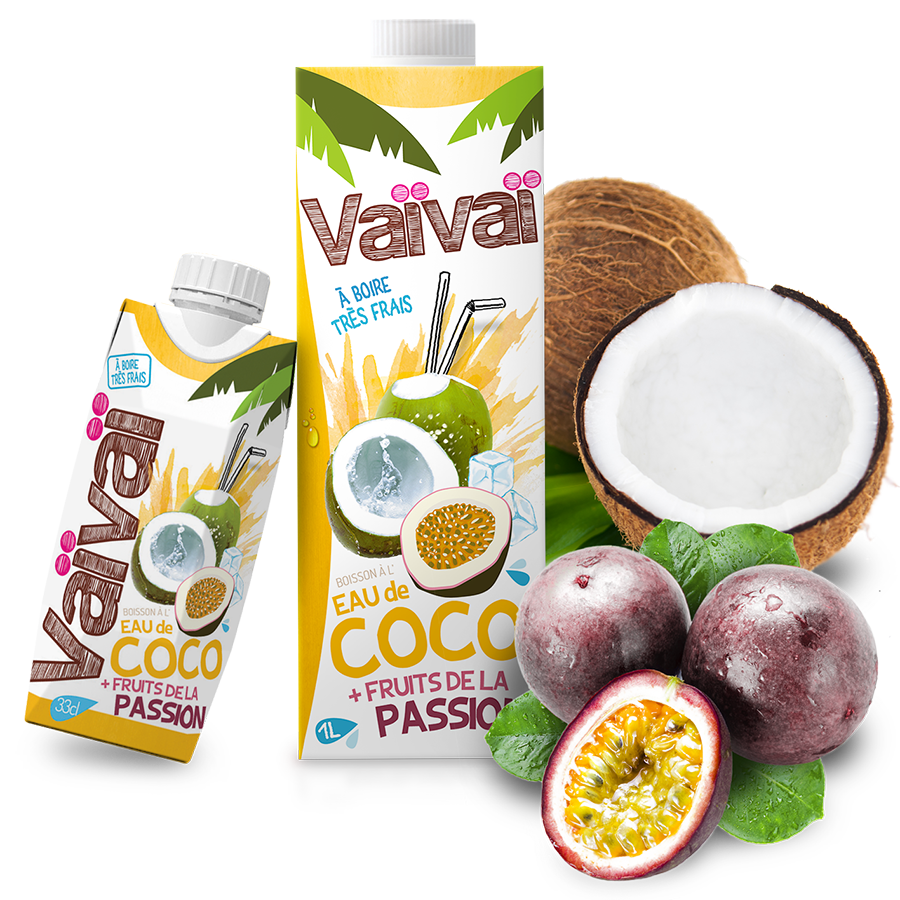 Vaïvaï
À BOIRE
TRÈS FRAIS
BOISSON À L'
EAU de
COCO
+ FRUITS DE LA
PASSION
1L
À BOIRE
TRÈS FRAIS
Vaïvaï
BOISSON À L'
EAU de
COCO
+ FRUITS DE LA
PASSION
33cl